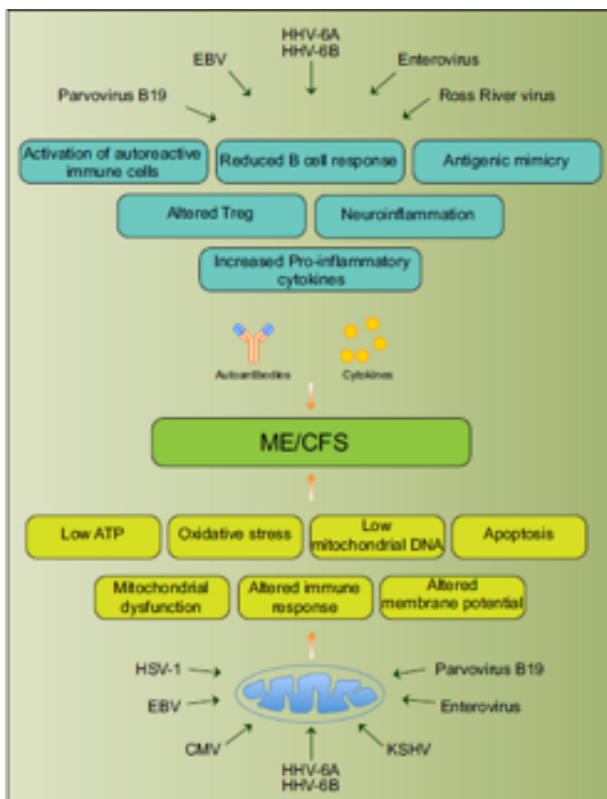 HHV-6A
HHV-6B
EBV
Enterovirus
Parvovirus B19
Ross River virus
Activation of autoreactive
immune cells
Reduced B cell response
Antigenic mimicry
Altered Treg
Neuroinflammation
Increased Pro-inflammatory
cytokines
Autoantibodies
Cytokines
ME/CFS
Low ATP
Oxidative stress
Low
mitochondrial DNA
Apoptosis
Mitochondrial
dysfunction
Altered immune
response
Altered
membrane potential
HSV-1
Parvovirus B19
EBV
Enterovirus
CMV
KSHV
HHV-6A
HHV-6B